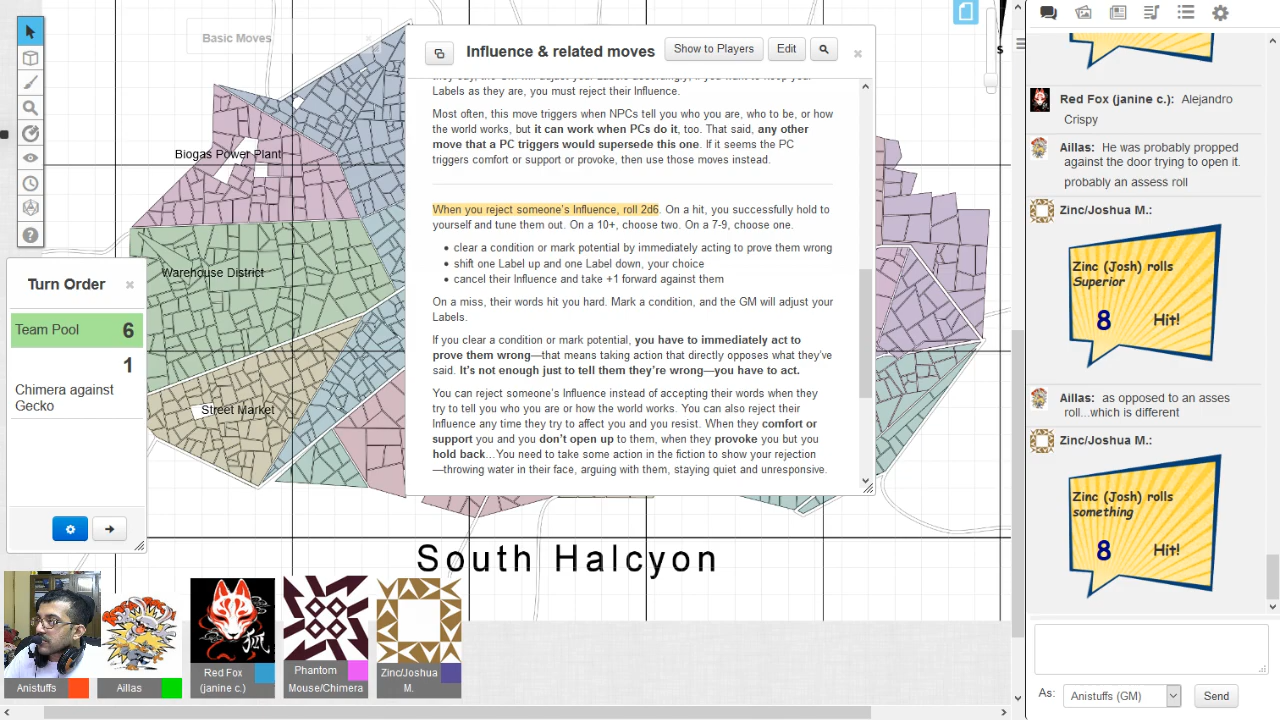 Basic Moves
Biogas Power Plant
Warehouse District
Street Market
South Halcyon
Turn Order
Team Pool 6
1
Chimera against
Gecko
Influence & related moves
Show to Players
Edit
Labels as they are, you must reject their Influence.
Most often, this move triggers when NPCs tell you who you are, who to be, or how
the world works, but it can work when PCs do it, too. That said, any other
move that a PC triggers would supersede this one. If it seems the PC
triggers comfort or support or provoke, then use those moves instead.
When you reject someone's Influence, roll 2d6. On a hit, you successfully hold to
yourself and tune them out. On a 10+, choose two. On a 7-9, choose one.
• clear a condition or mark potential by immediately acting to prove them wrong
• shift one Label up and one Label down, your choice
• cancel their Influence and take +1 forward against them
On a miss, their words hit you hard. Mark a condition, and the GM will adjust your
Labels.
If you clear a condition or mark potential, you have to immediately act to
prove them wrong—that means taking action that directly opposes what they've
said. It's not enough just to tell them they're wrong—you have to act.
You can reject someone's Influence instead of accepting their words when they
try to tell you who you are or how the world works. You can also reject their
Influence any time they try to affect you and you resist. When they comfort or
support you and you don't open up to them, when they provoke you but you
hold back...You need to take some action in the fiction to show your rejection
—throwing water in their face, arguing with them, staying quiet and unresponsive.
Anistuffs
Aillas
Red Fox
(janine c.)
Phantom
Mouse/Chimera
Zinc/Joshua
M.
Red Fox (janine c.): Alejandro
Crispy
Aillas: He was probably propped
against the door trying to open it.
probably an assess roll
Zinc/Joshua M.:
Zinc (Josh) rolls
Superior
8 Hit!
Aillas: as opposed to an asses
roll...which is different
Zinc/Joshua M.:
Zinc (Josh) rolls
something
8 Hit!
As: Anistuffs (GM)
Send